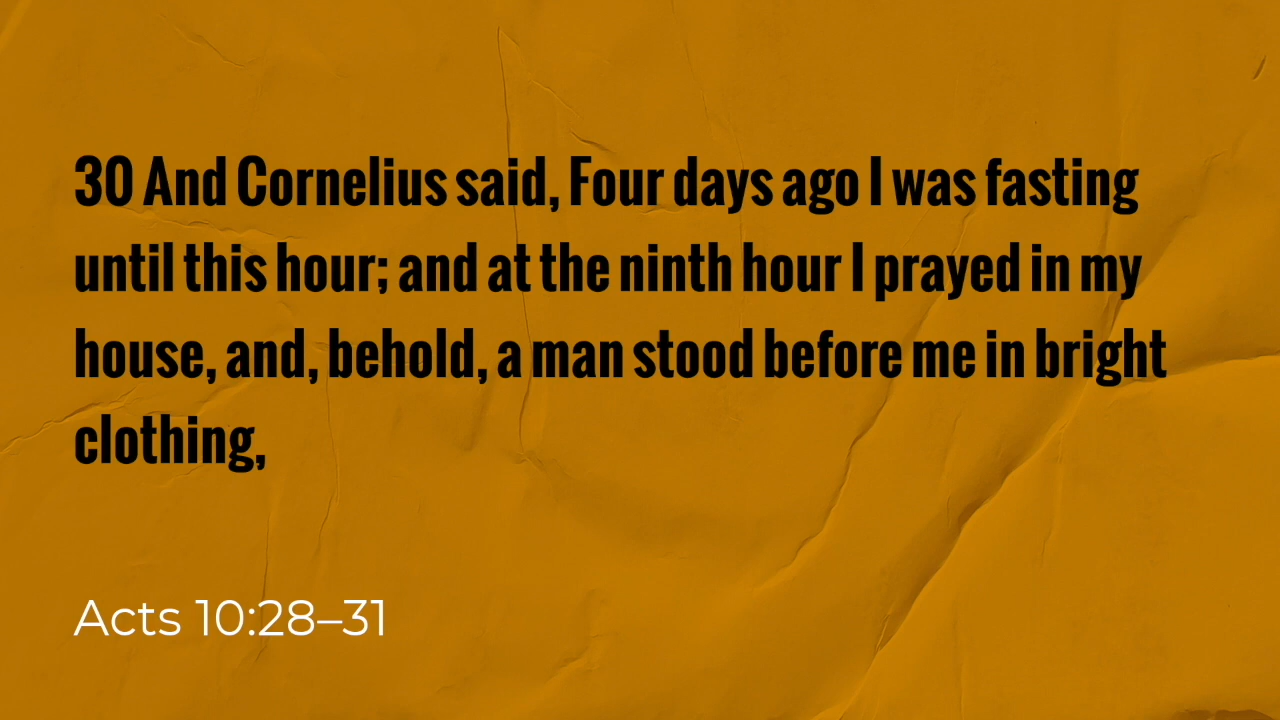 30 And Cornelius said, Four days ago I was fasting
until this hour; and at the ninth hour I prayed in my
house, and, behold, a man stood before me in bright
clothing,
Acts 10:28–31